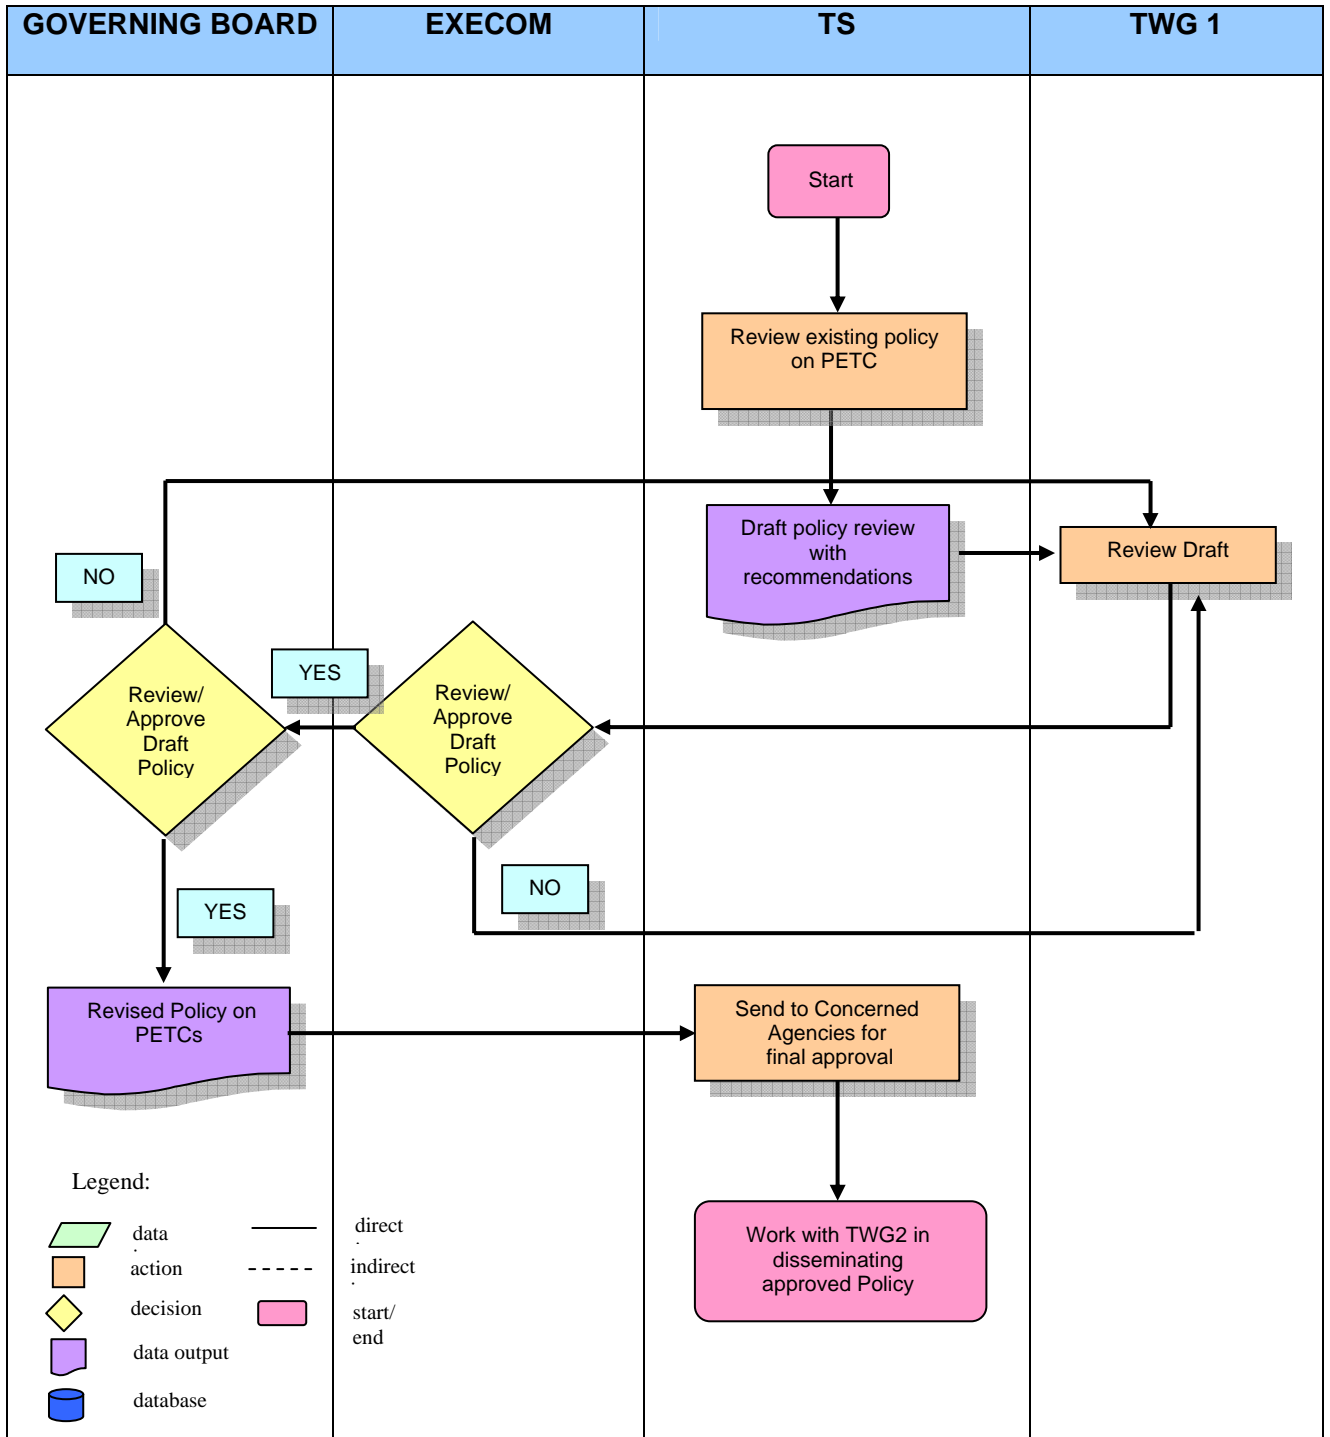 GOVERNING BOARD
EXECOM
TS
TWG 1
Start
Review existing policy
on PETC
Draft policy review
with
recommendations
Review Draft
NO
YES
Review/
Approve
Draft
Policy
Review/
Approve
Draft
Policy
NO
YES
Revised Policy on
PETCs
Send to Concerned
Agencies for
final approval
Work with TWG2 in
disseminating
approved Policy
Legend:
data
action
decision
data output
database
direct
indirect
start/
end